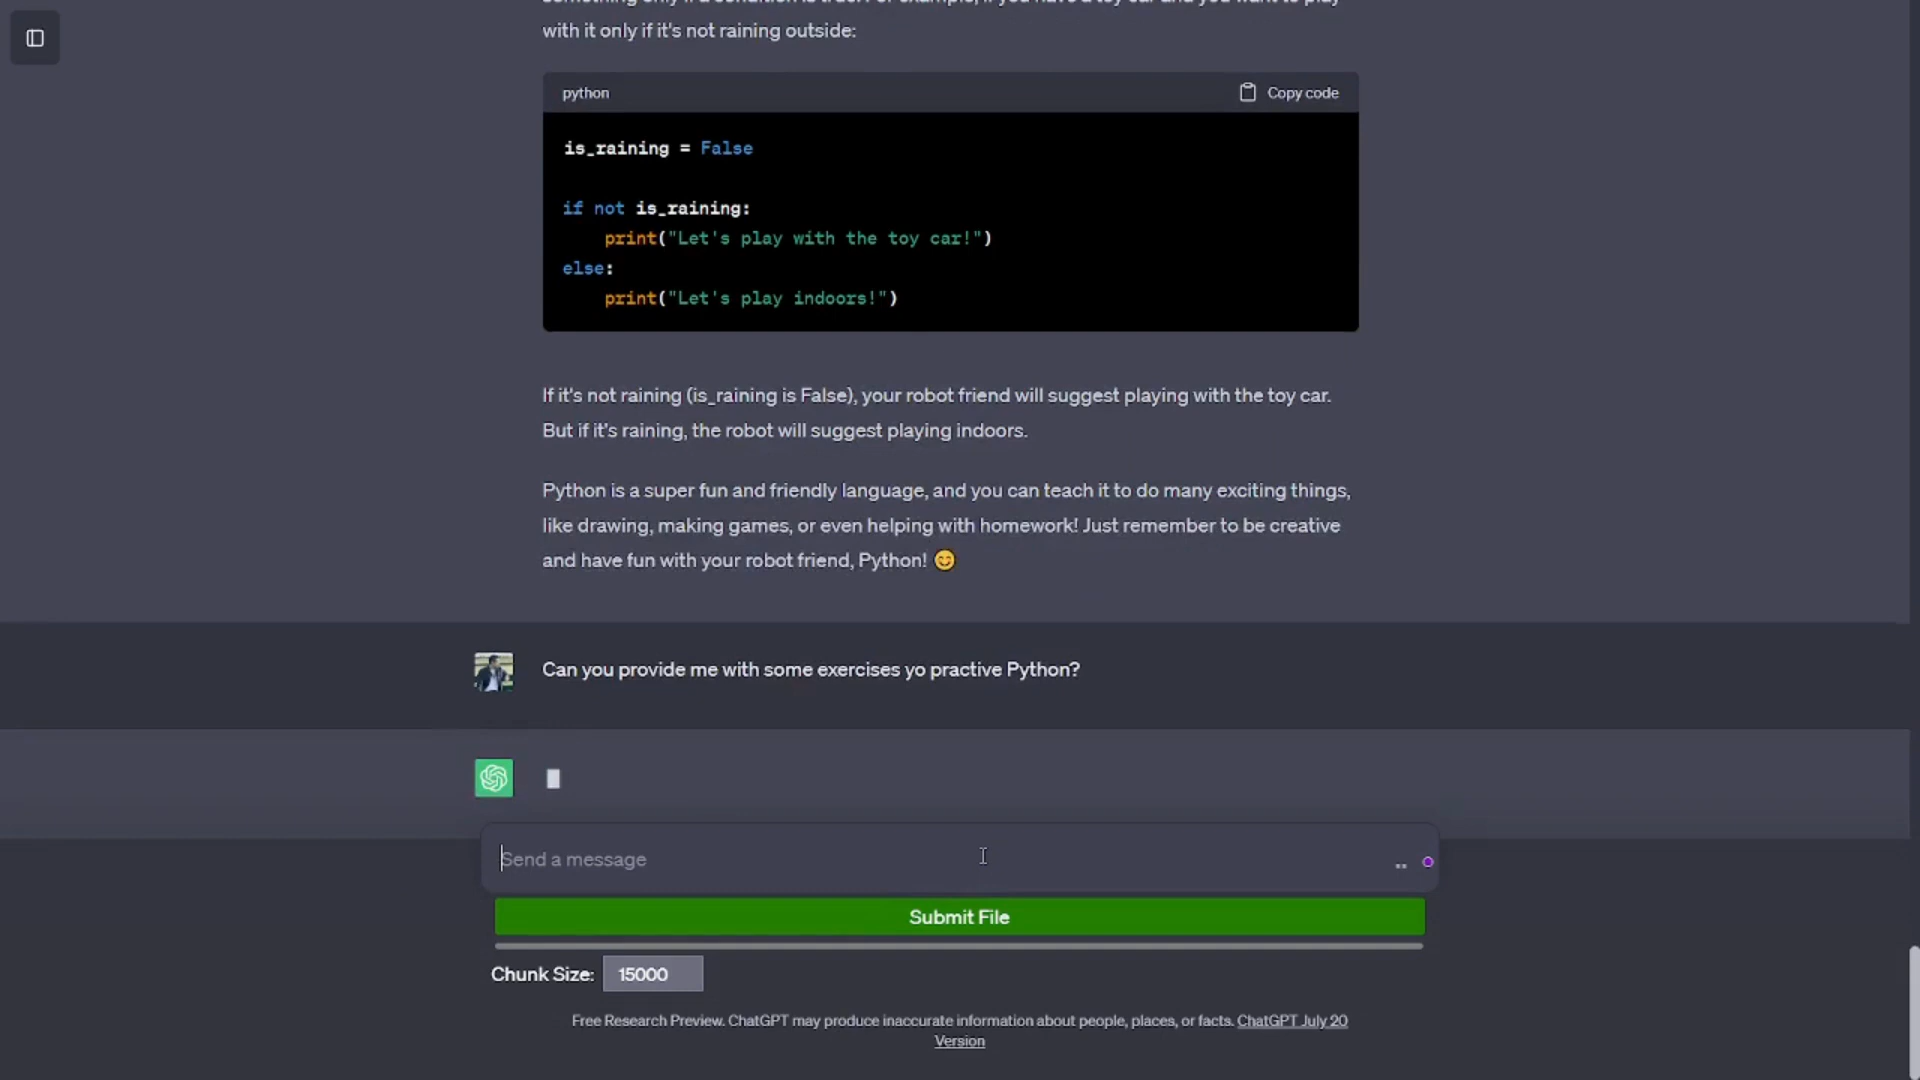 with it only if it's not raining outside:
python
Copy code
is_raining = False
if not is_raining:
print("Let's play with the toy car!")
else:
print("Let's play indoors!")
If it's not raining (is_raining is False), your robot friend will suggest playing with the toy car.
But if it's raining, the robot will suggest playing indoors.
Python is a super fun and friendly language, and you can teach it to do many exciting things,
like drawing, making games, or even helping with homework! Just remember to be creative
and have fun with your robot friend, Python! 😊
Can you provide me with some exercises yo practive Python?
Send a message
Submit File
Chunk Size: 15000
Free Research Preview. ChatGPT may produce inaccurate information about people, places, or facts. ChatGPT July 20
Version